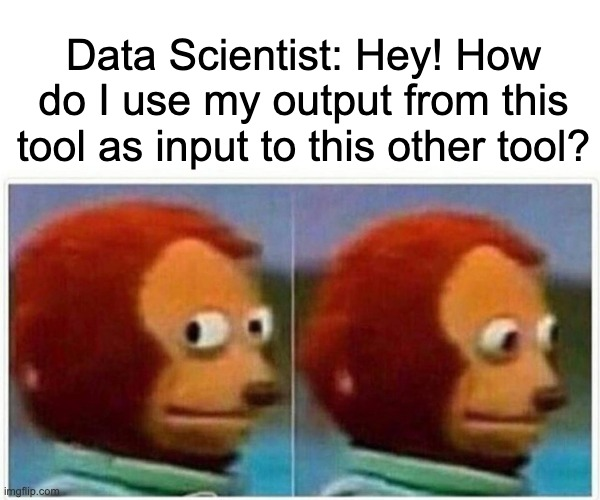 Data Scientist: Hey! How
do I use my output from this
tool as input to this other tool?
imgflip.com